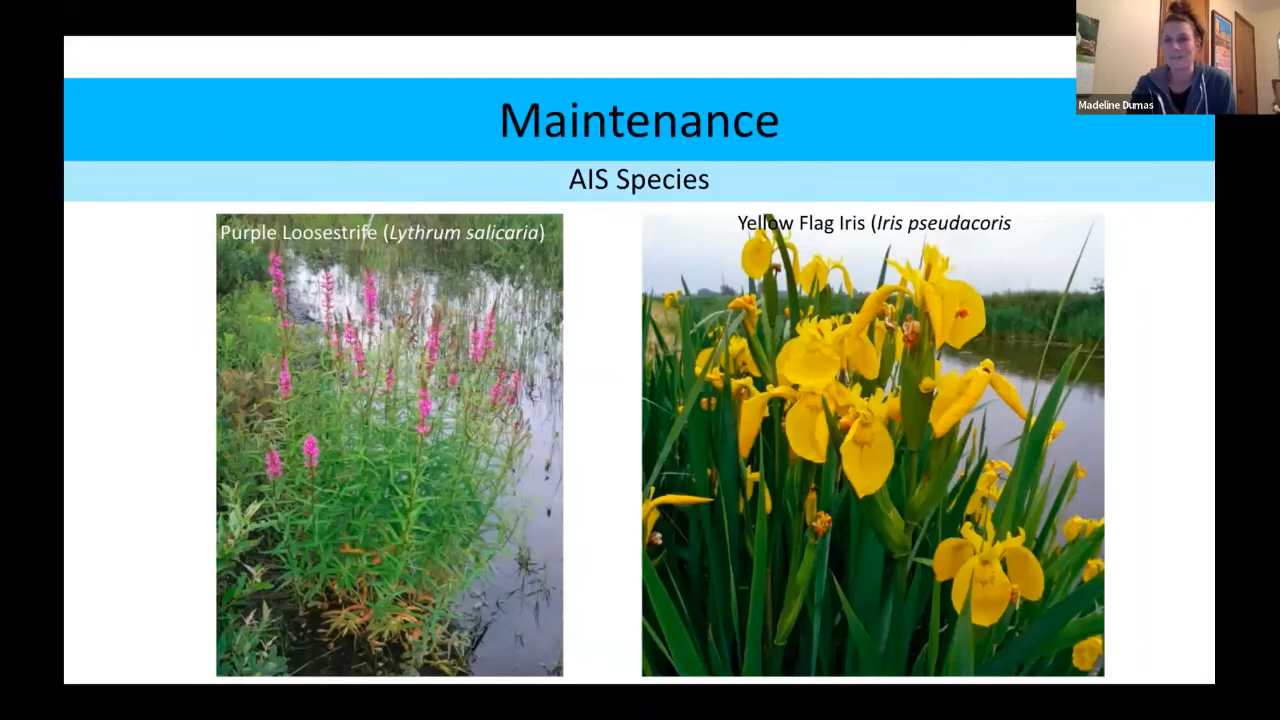 Maintenance
Madeline Dumas
AIS Species
Purple Loosestrife (Lythrum salicaria)
Yellow Flag Iris (Iris pseudacoris